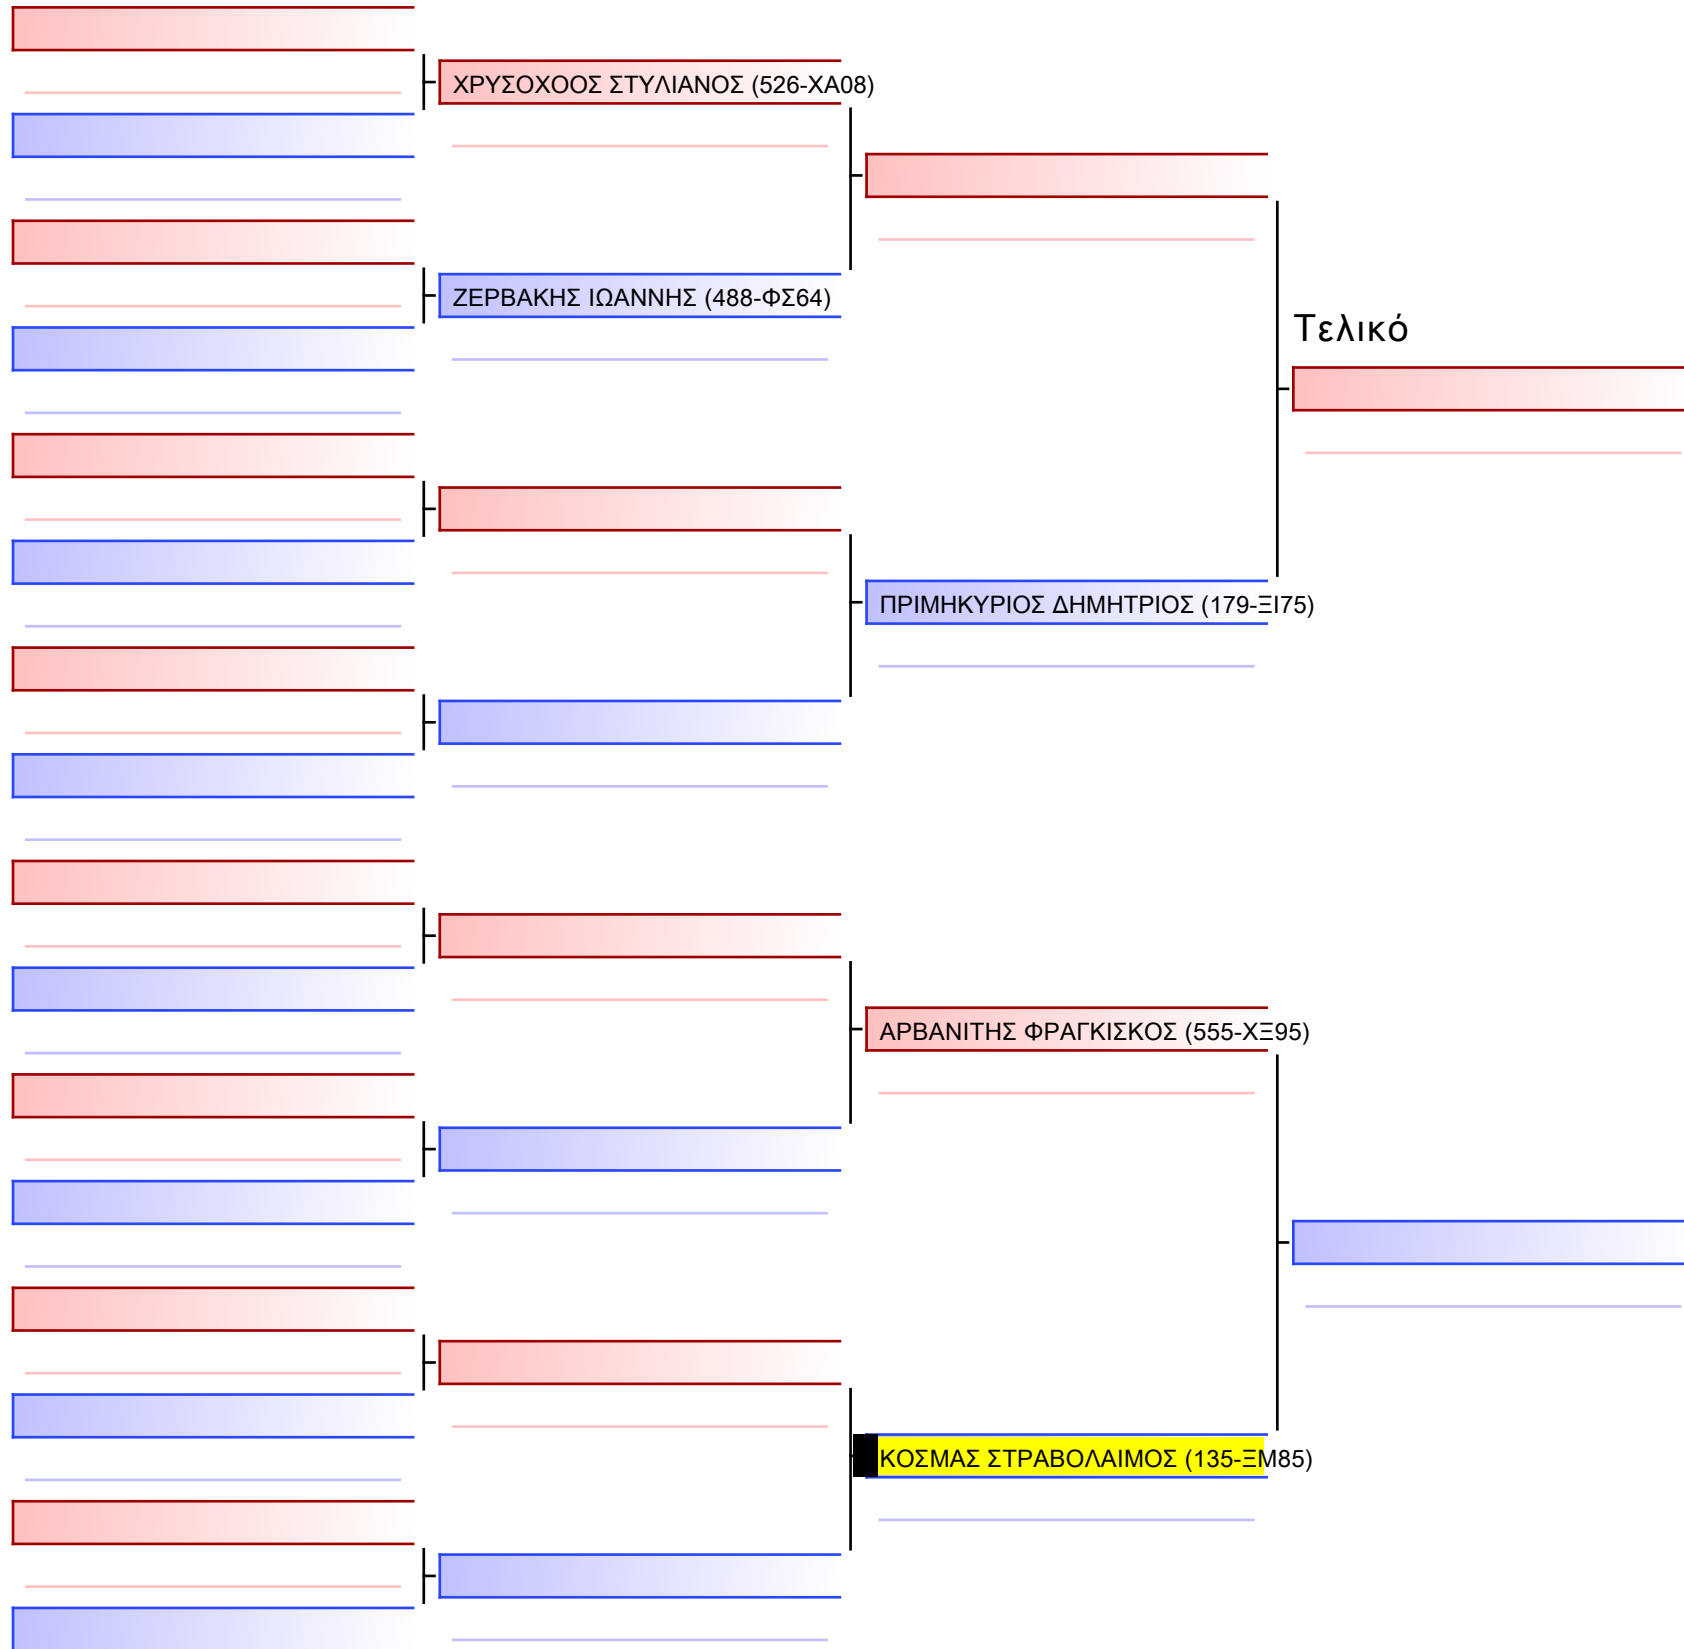 ΧΡΥΣΟΧΟΟΣ ΣΤΥΛΙΑΝΟΣ (526-ΧΑ08)
ΖΕΡΒΑΚΗΣ ΙΩΑΝΝΗΣ (488-ΦΣ64)
Τελικό
ΠΡΙΜΗΚΥΡΙΟΣ ΔΗΜΗΤΡΙΟΣ (179-ΞΙ75)
ΑΡΒΑΝΙΤΗΣ ΦΡΑΓΚΙΣΚΟΣ (555-ΧΞ95)
ΚΟΣΜΑΣ ΣΤΡΑΒΟΛΑΙΜΟΣ (135-ΞΜ85)